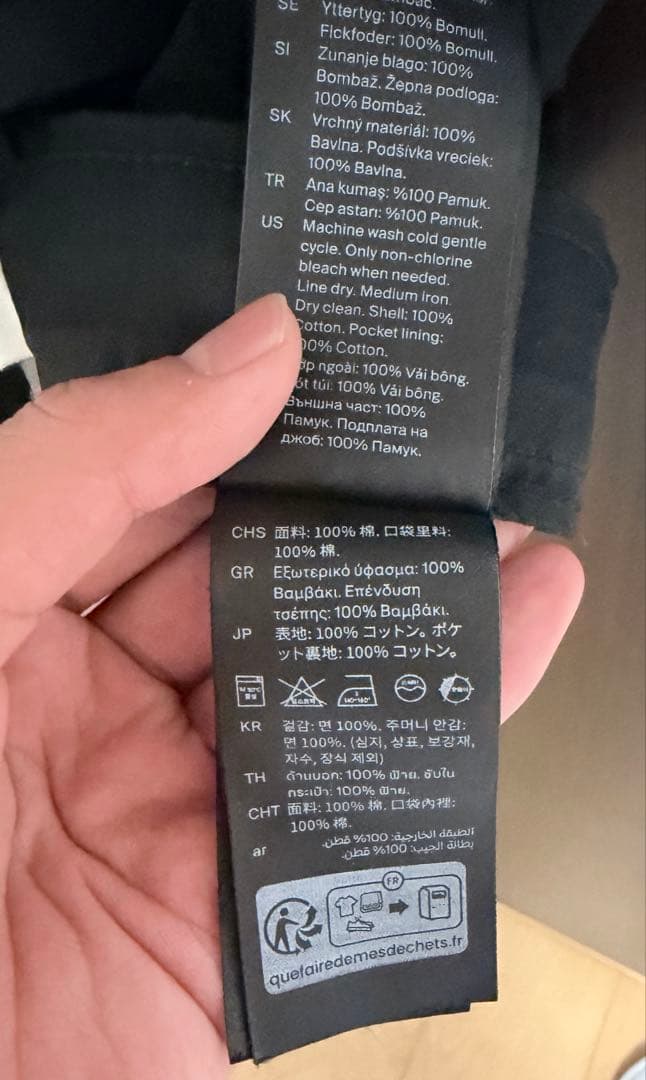 SE Yttertyg: 100% Bomull.
Fickfoder: 100% Bomull.
SI Zunanje blago: 100%
Bombaž. Žepna podloga:
100% Bombaž.
SK Vrchný materiál: 100%
Bavlna. Podšívka vreciek:
100% Bavlna.
TR Ana kumaş: %100 Pamuk.
Cep astarı: %100 Pamuk.
US Machine wash cold gentle
cycle. Only non-chlorine
bleach when needed.
Line dry. Medium iron.
Dry clean. Shell: 100%
Cotton. Pocket lining:
00% Cotton.
ngoài: 100% Vải bông.
túi: 100% Vải bông.
Външна част: 100%
Памук. Подплата на
джоб: 100% Памук.
CHS 面料: 100% 棉. 口袋里料:
100% 棉.
GR Εξωτερικό ύφασμα: 100%
Βαμβάκι. Επένδυση
τσέπης: 100% Βαμβάκι.
JP 表地: 100% コットン。ポケ
ット裏地: 100% コットン。
140~160°
KR 겉감: 면 100%. 주머니 안감:
면 100%. (심지, 상표, 보강재,
자수, 장식 제외)
TH ด้านนอก: 100% ฝ้าย. ซับใน
กระเป๋า: 100% ฝ้าย.
CHT 面料: 100% 棉. 口袋內裡:
100% 棉.
ar الطبقة الخارجية: 100% قطن.
بطانة الجيب: 100% قطن.
FR
quefairedemesdechets.fr